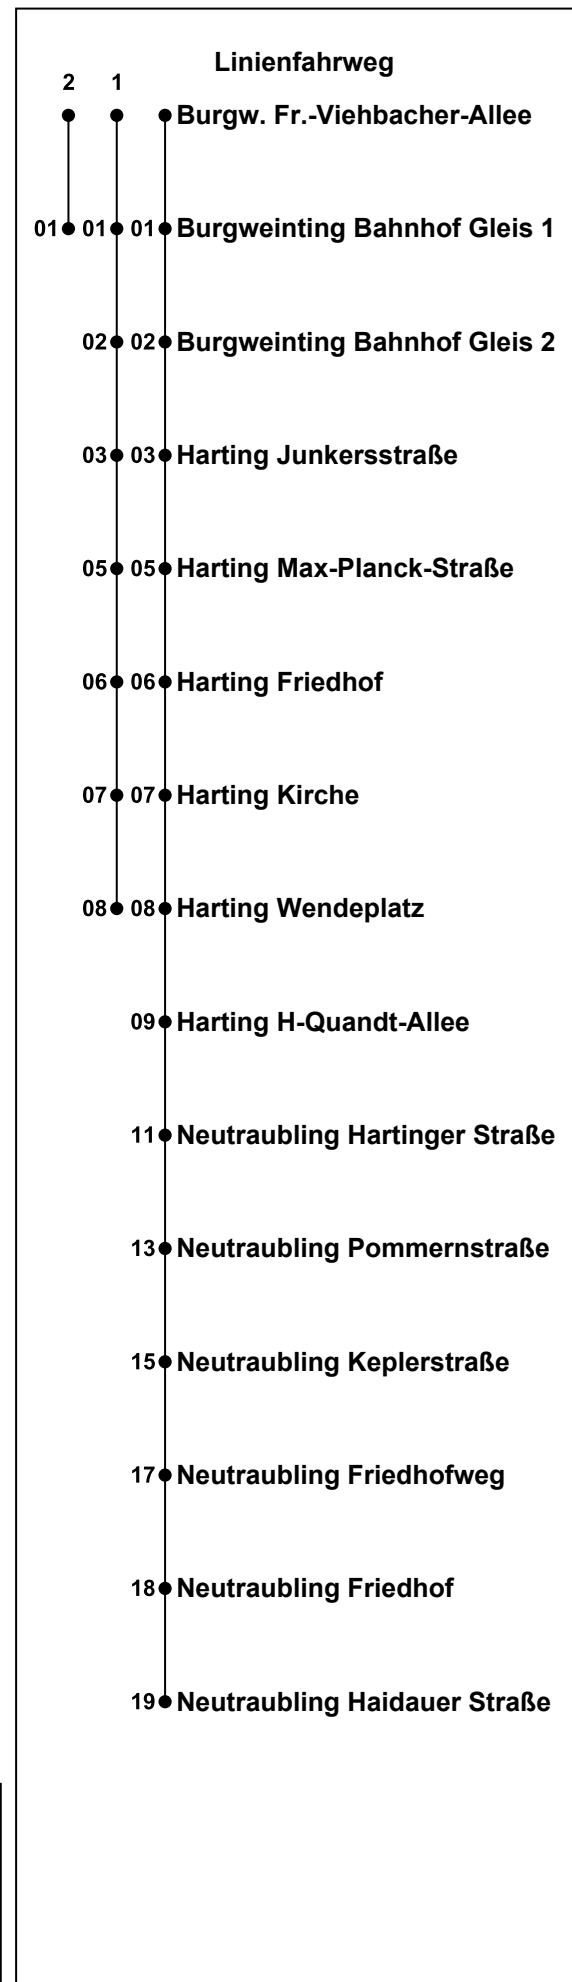 Linienfahrweg
2 1
Burgw. Fr.-Viehbacher-Allee
01 01 01 Burgweinting Bahnhof Gleis 1
02 02 Burgweinting Bahnhof Gleis 2
03 03 Harting Junkersstraße
05 05 Harting Max-Planck-Straße
06 06 Harting Friedhof
07 07 Harting Kirche
08 08 Harting Wendeplatz
09 Harting H-Quandt-Allee
11 Neutraubling Hartinger Straße
13 Neutraubling Pommernstraße
15 Neutraubling Keplerstraße
17 Neutraubling Friedhofweg
18 Neutraubling Friedhof
19 Neutraubling Haidauer Straße